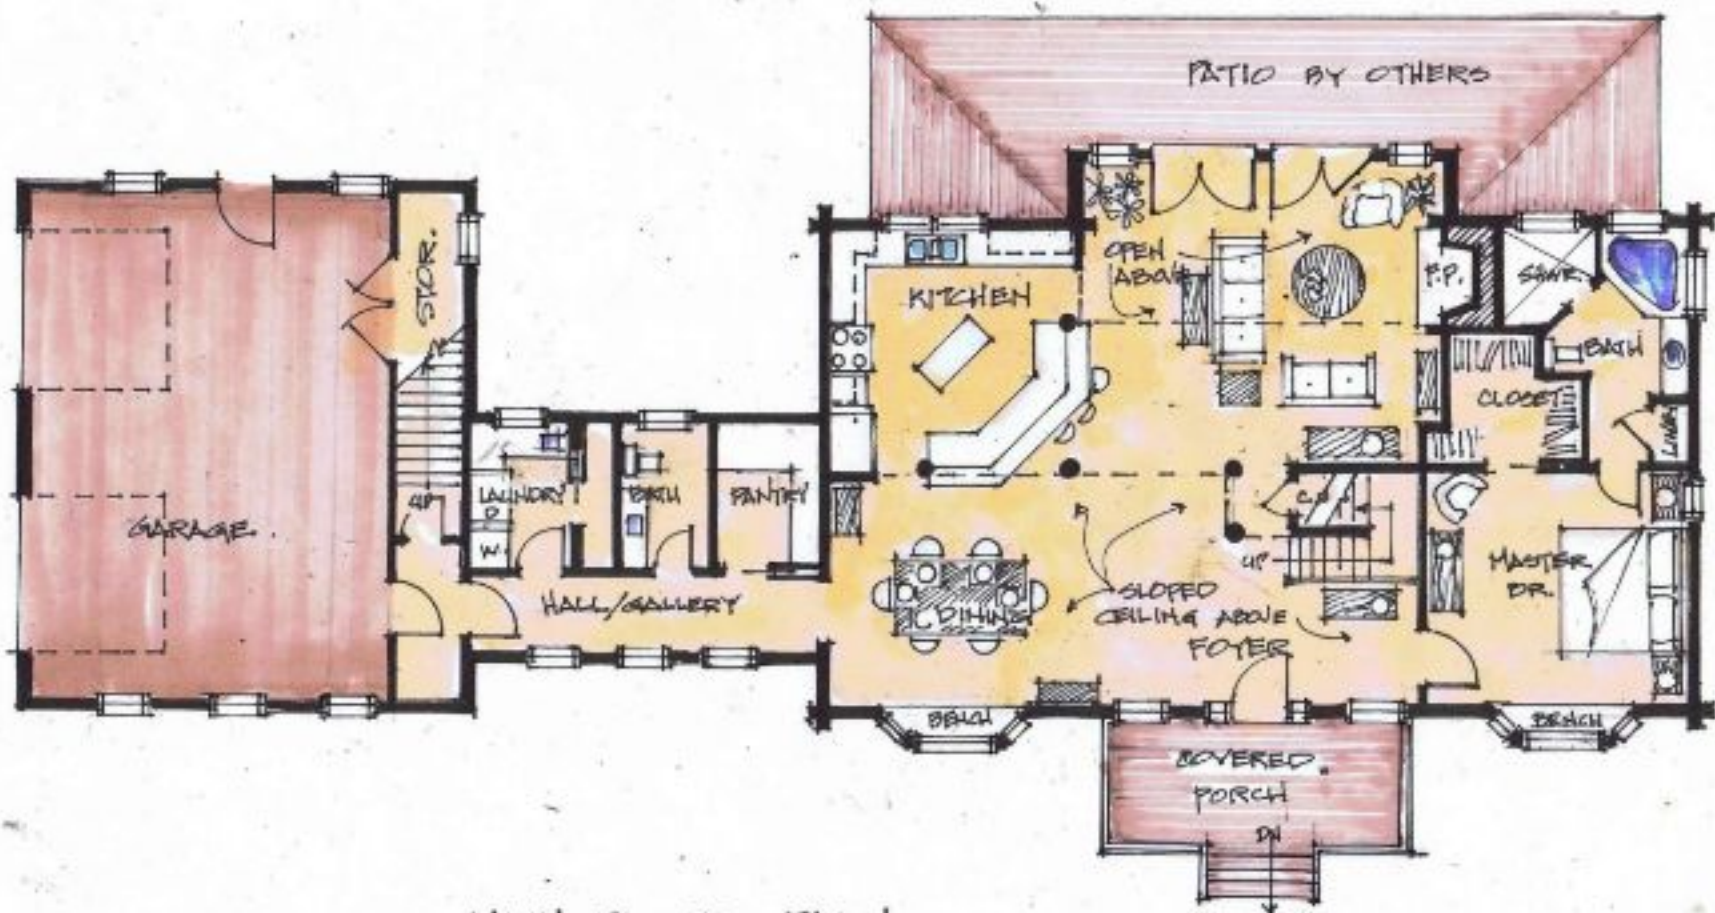 PATIO BY OTHERS
STOR.
OPEN
ABOVE
KITCHEN
F.P.
SHWR.
BATH
CLOSET
LINEN
UP
LAUNDRY
BATH
PANTRY
D
W.
GARAGE.
C.
UP
MASTER
BR.
HALL/GALLERY
DINING
SLOPED
CEILING ABOVE
FOYER
BENCH
BENCH
COVERED.
PORCH
DN